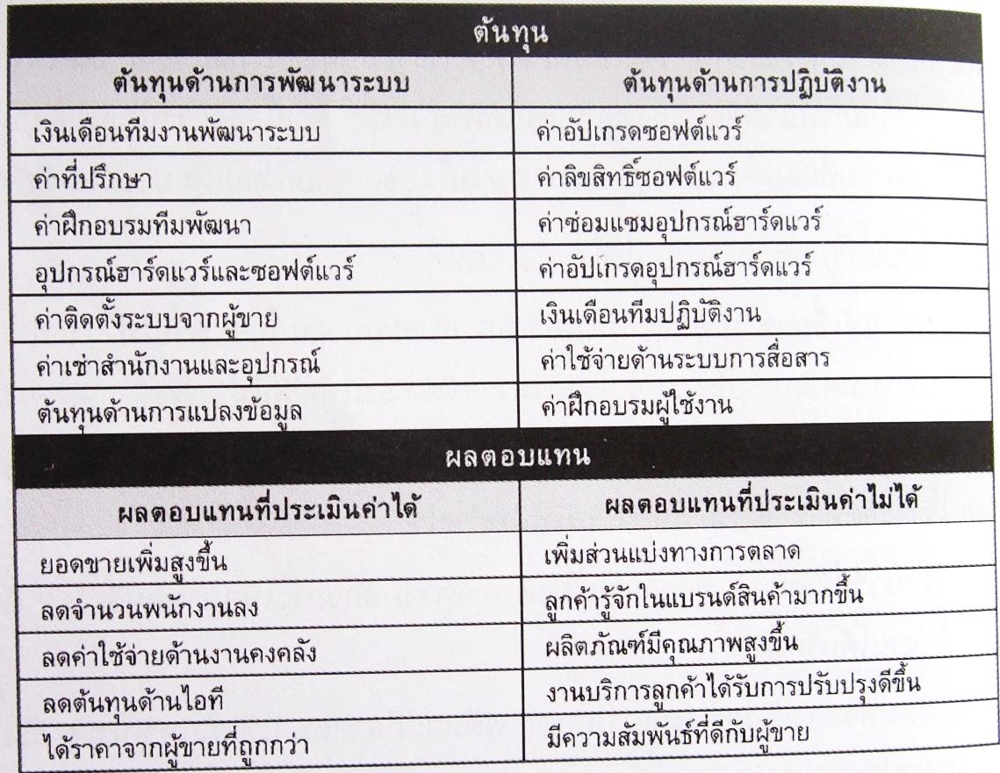 ต้นทุน
ต้นทุนด้านการพัฒนาระบบ ต้นทุนด้านการปฏิบัติงาน
เงินเดือนทีมงานพัฒนาระบบ ค่าอัปเกรดซอฟต์แวร์
ค่าที่ปรึกษา ค่าลิขสิทธิ์ซอฟต์แวร์
ค่าฝึกอบรมทีมพัฒนา ค่าซ่อมแซมอุปกรณ์ฮาร์ดแวร์
อุปกรณ์ฮาร์ดแวร์และซอฟต์แวร์ ค่าอัปเกรดอุปกรณ์ฮาร์ดแวร์
ค่าติดตั้งระบบจากผู้ขาย เงินเดือนทีมปฏิบัติงาน
ค่าเช่าสำนักงานและอุปกรณ์ ค่าใช้จ่ายด้านระบบการสื่อสาร
ต้นทุนด้านการแปลงข้อมูล ค่าฝึกอบรมผู้ใช้งาน
ผลตอบแทน
ผลตอบแทนที่ประเมินค่าได้ ผลตอบแทนที่ประเมินค่าไม่ได้
ยอดขายเพิ่มสูงขึ้น เพิ่มส่วนแบ่งทางการตลาด
ลดจำนวนพนักงานลง ลูกค้ารู้จักในแบรนด์สินค้ามากขึ้น
ลดค่าใช้จ่ายด้านงานคงคลัง ผลิตภัณฑ์มีคุณภาพสูงขึ้น
ลดต้นทุนด้านไอที งานบริการลูกค้าได้รับการปรับปรุงดีขึ้น
ได้ราคาจากผู้ขายที่ถูกกว่า มีความสัมพันธ์ที่ดีกับผู้ขาย